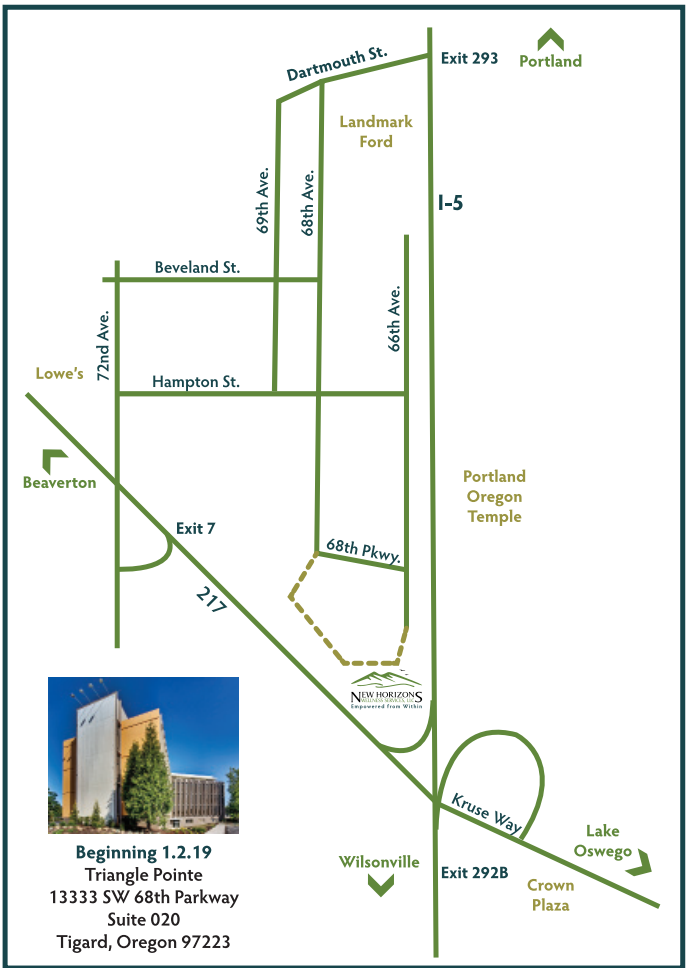 Dartmouth St.
Exit 293
Portland
Landmark
Ford
69th Ave.
68th Ave.
I-5
Beveland St.
72nd Ave.
66th Ave.
Lowe's
Hampton St.
Beaverton
Portland
Oregon
Temple
Exit 7
68th Pkwy.
217
NEW HORIZONS
WELLNESS SERVICES, LLC
Empowered from Within
Kruse Way
Lake
Oswego
Wilsonville
Exit 292B
Crown
Plaza
Beginning 1.2.19
Triangle Pointe
13333 SW 68th Parkway
Suite 020
Tigard, Oregon 97223